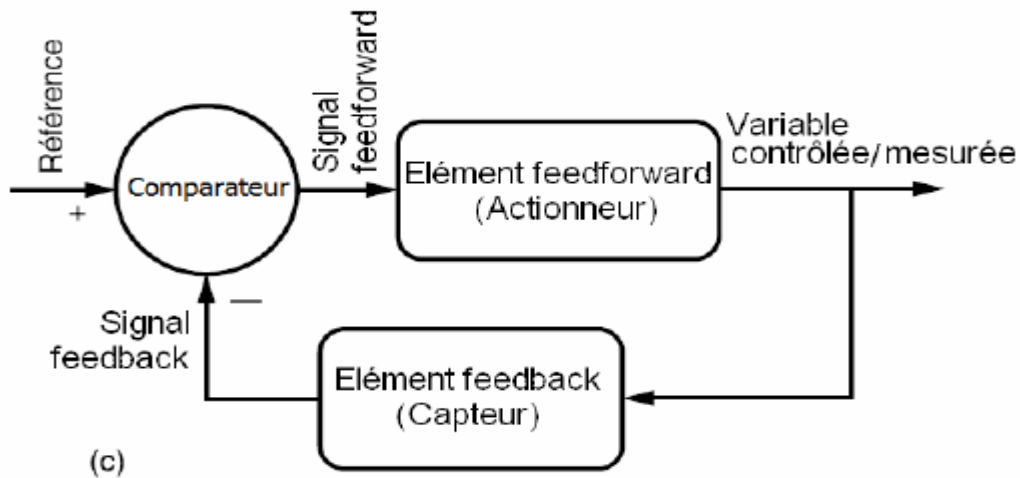 Référence
+
Comparateur
Signal
feedforward
Elément feedforward
(Actionneur)
Variable
contrôlée/mesurée
—
Signal
feedback
Elément feedback
(Capteur)
(c)